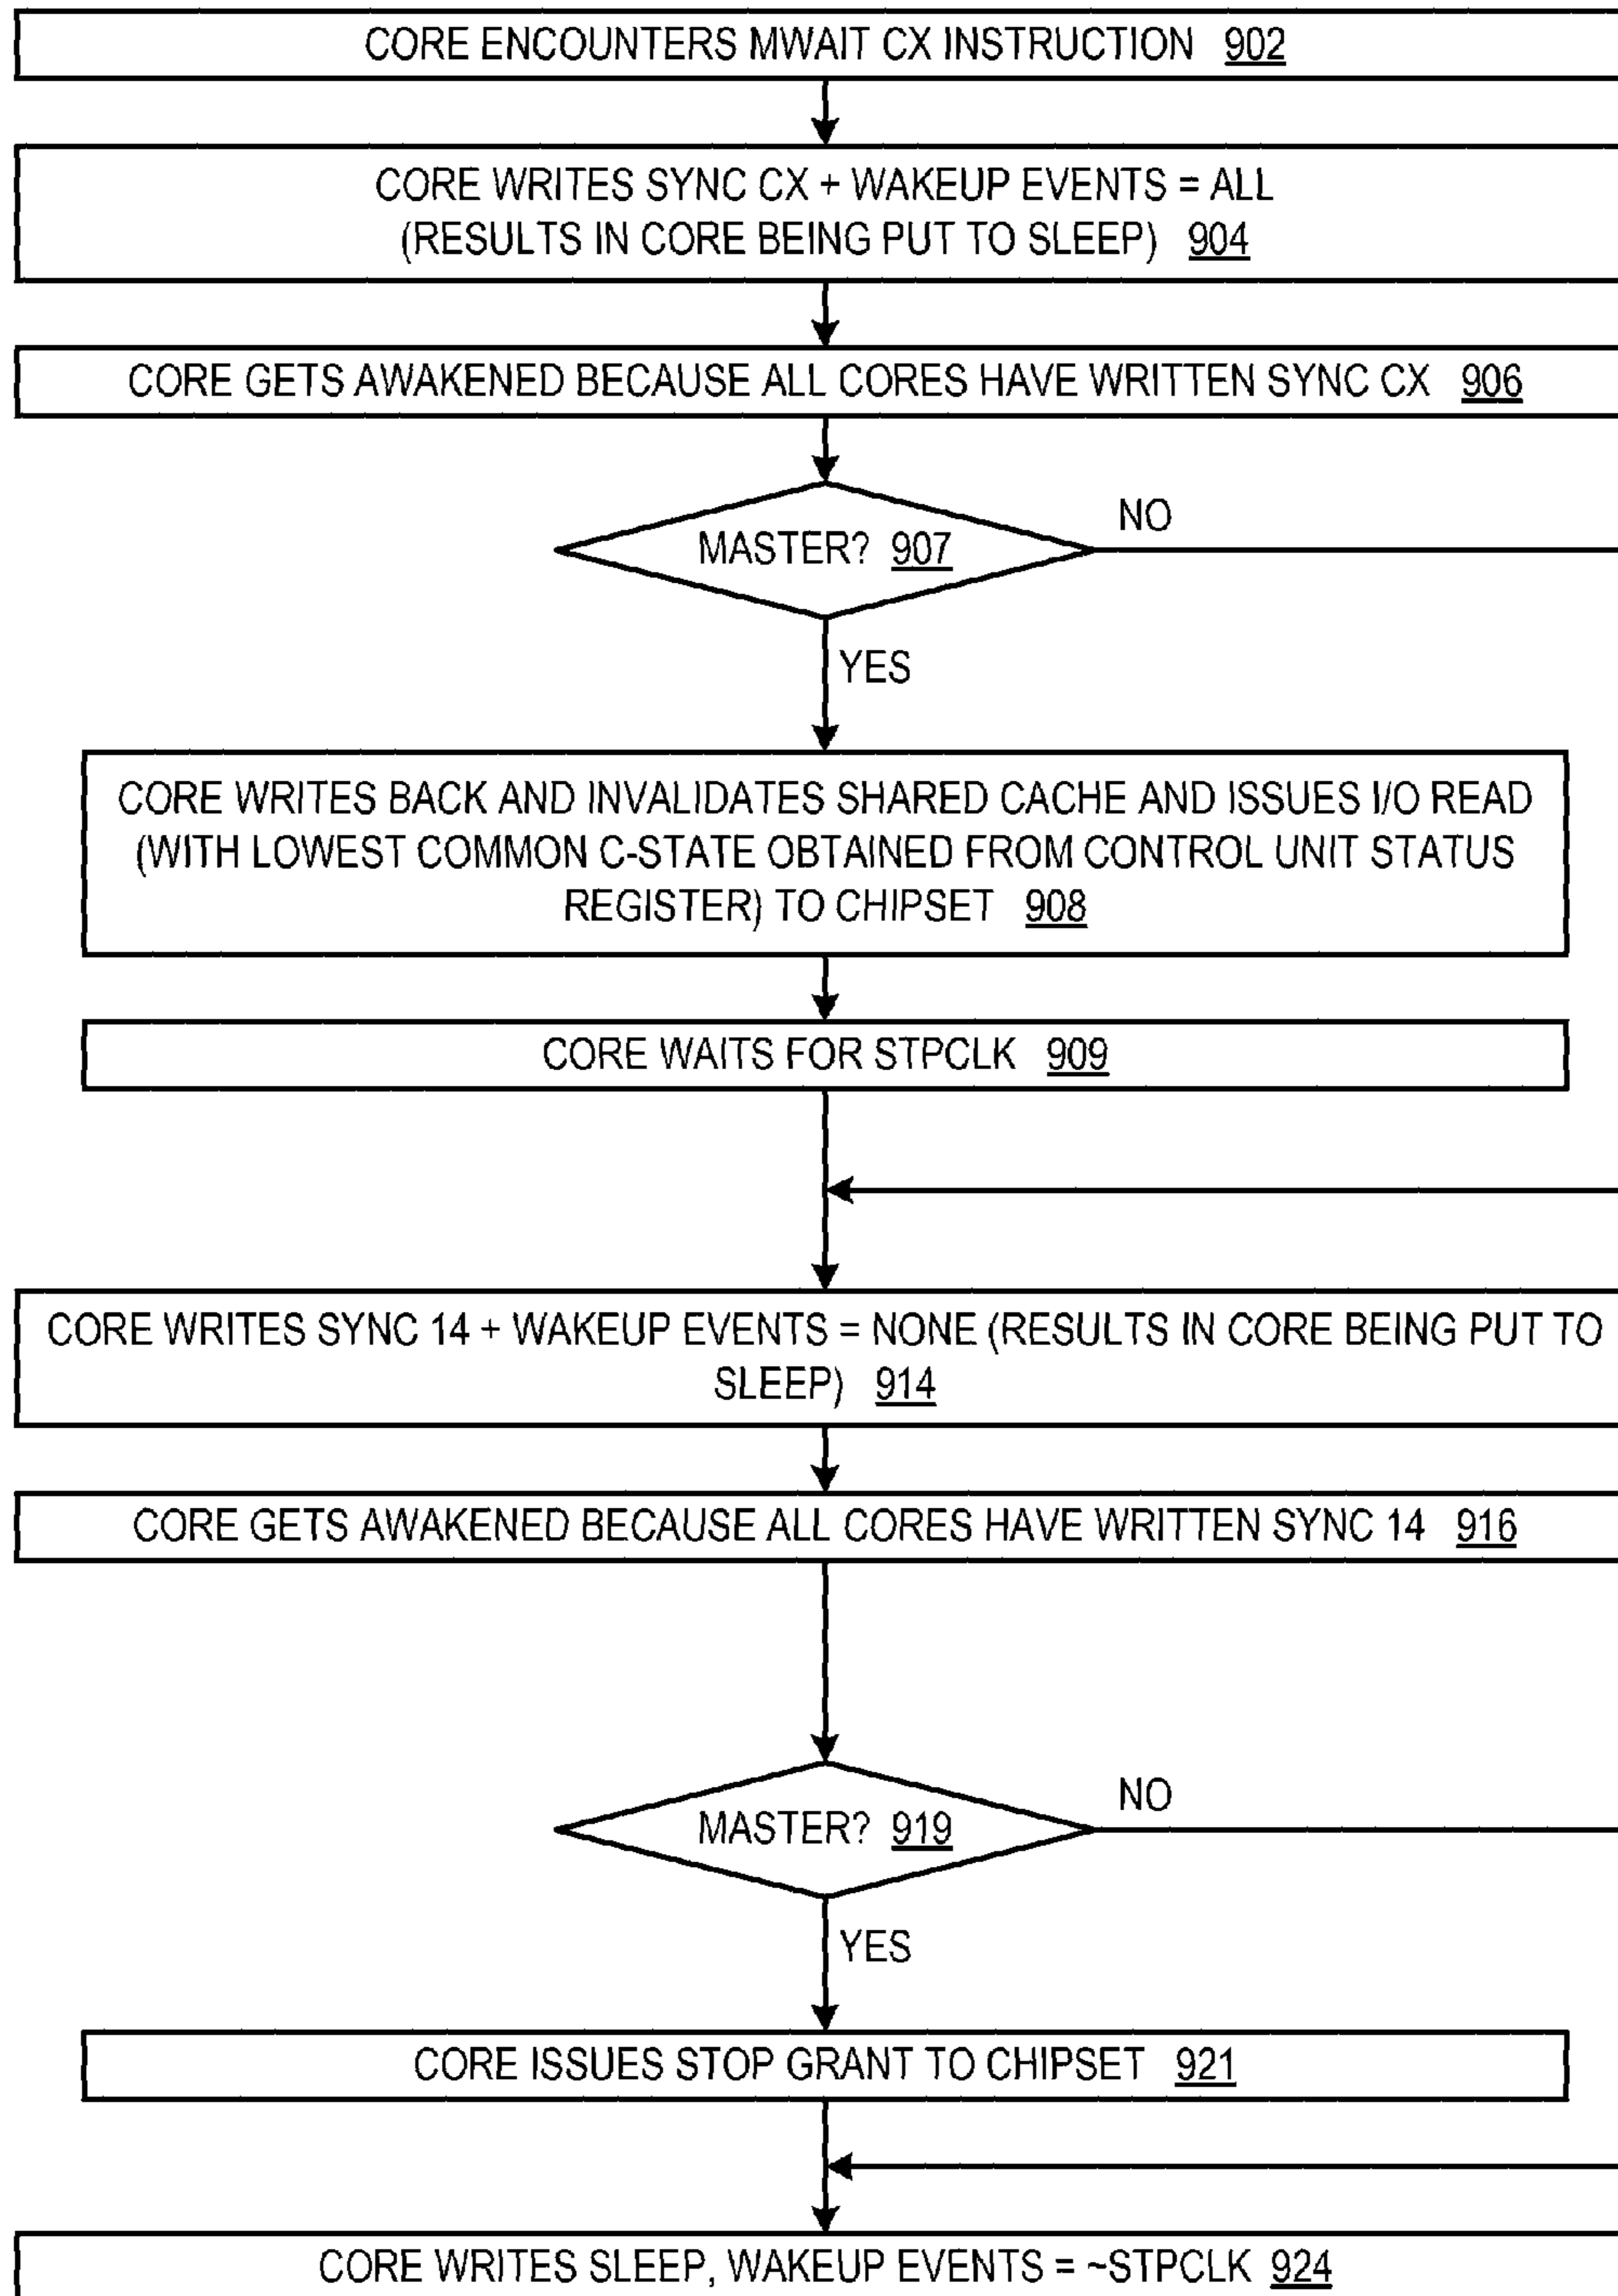 CORE ENCOUNTERS MWAIT CX INSTRUCTION 902
CORE WRITES SYNC CX + WAKEUP EVENTS = ALL
(RESULTS IN CORE BEING PUT TO SLEEP) 904
CORE GETS AWAKENED BECAUSE ALL CORES HAVE WRITTEN SYNC CX 906
NO
MASTER? 907
YES
CORE WRITES BACK AND INVALIDATES SHARED CACHE AND ISSUES I/O READ
(WITH LOWEST COMMON C-STATE OBTAINED FROM CONTROL UNIT STATUS
REGISTER) TO CHIPSET 908
CORE WAITS FOR STPCLK 909
CORE WRITES SYNC 14 + WAKEUP EVENTS = NONE (RESULTS IN CORE BEING PUT TO
SLEEP) 914
CORE GETS AWAKENED BECAUSE ALL CORES HAVE WRITTEN SYNC 14 916
NO
MASTER? 919
YES
CORE ISSUES STOP GRANT TO CHIPSET 921
CORE WRITES SLEEP, WAKEUP EVENTS = ~STPCLK 924